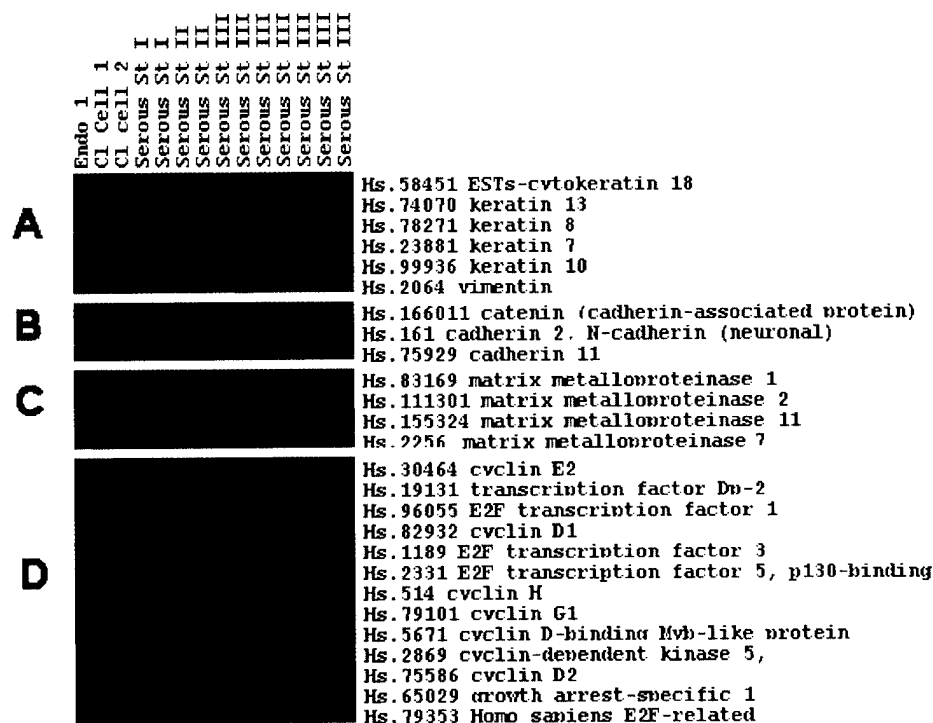 Endo 1
Cl Cell 1
Cl cell 2
Serous St I
Serous St I
Serous St II
Serous St II
Serous St III
Serous St III
Serous St III
Serous St III
Serous St III
Serous St III
Serous St III
A
Hs.58451 ESTs-cytokeratin 18
Hs.74070 keratin 13
Hs.78271 keratin 8
Hs.23881 keratin 7
Hs.99936 keratin 10
Hs.2064 vimentin
B
Hs.166011 catenin (cadherin-associated protein)
Hs.161 cadherin 2, N-cadherin (neuronal)
Hs.75929 cadherin 11
C
Hs.83169 matrix metalloproteinase 1
Hs.111301 matrix metalloproteinase 2
Hs.155324 matrix metalloproteinase 11
Hs.2256 matrix metalloproteinase 7
D
Hs.30464 cyclin E2
Hs.19131 transcription factor Dp-2
Hs.96055 E2F transcription factor 1
Hs.82932 cyclin D1
Hs.1189 E2F transcription factor 3
Hs.2331 E2F transcription factor 5, p130-binding
Hs.514 cyclin H
Hs.79101 cyclin G1
Hs.5671 cyclin D-binding Myb-like protein
Hs.2869 cyclin-dependent kinase 5,
Hs.75586 cyclin D2
Hs.65029 growth arrest-specific 1
Hs.79353 Homo sapiens E2F-related